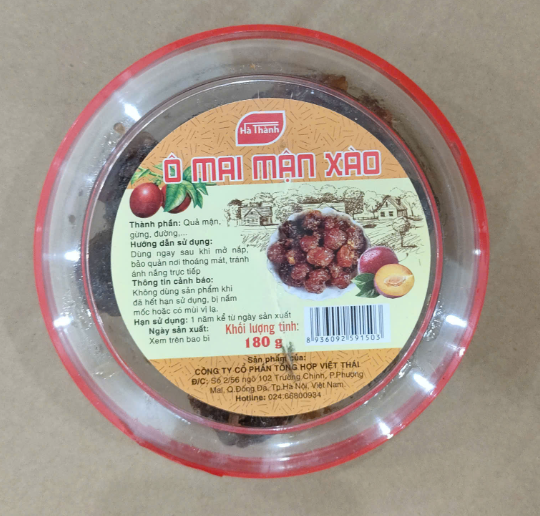 Hà Thành
Ô MAI MẬN XÀO
Thành phần: Quả mận,
gừng, đường,...
Hướng dẫn sử dụng:
Dùng ngay sau khi mở nắp,
bảo quản nơi thoáng mát, tránh
ánh nắng trực tiếp
Thông tin cảnh báo:
Không dùng sản phẩm khi
đã hết hạn sử dụng, bị nấm
mốc hoặc có mùi vị lạ.
Hạn sử dụng: 1 năm kể từ ngày sản xuất
Ngày sản xuất:
Xem trên bao bì
Khối lượng tịnh:
180 g
8 936092 591503
Sản phẩm của:
CÔNG TY CỔ PHẦN TỔNG HỢP VIỆT THÁI
Đ/C: Số 2/56 ngõ 102 Trường Chinh, P.Phương
Mai, Q.Đống Đa, Tp.Hà Nội, Việt Nam
Hotline: 024.66800934